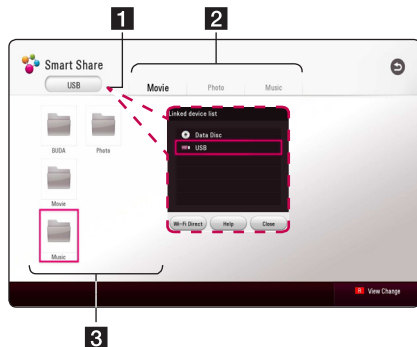 1
2
Smart Share
USB
Movie
Photo
Music
Linked device list
Data Disc
USB
BUDA
Photo
Movie
Wi-Fi Direct
Help
Close
Music
R View Change
3